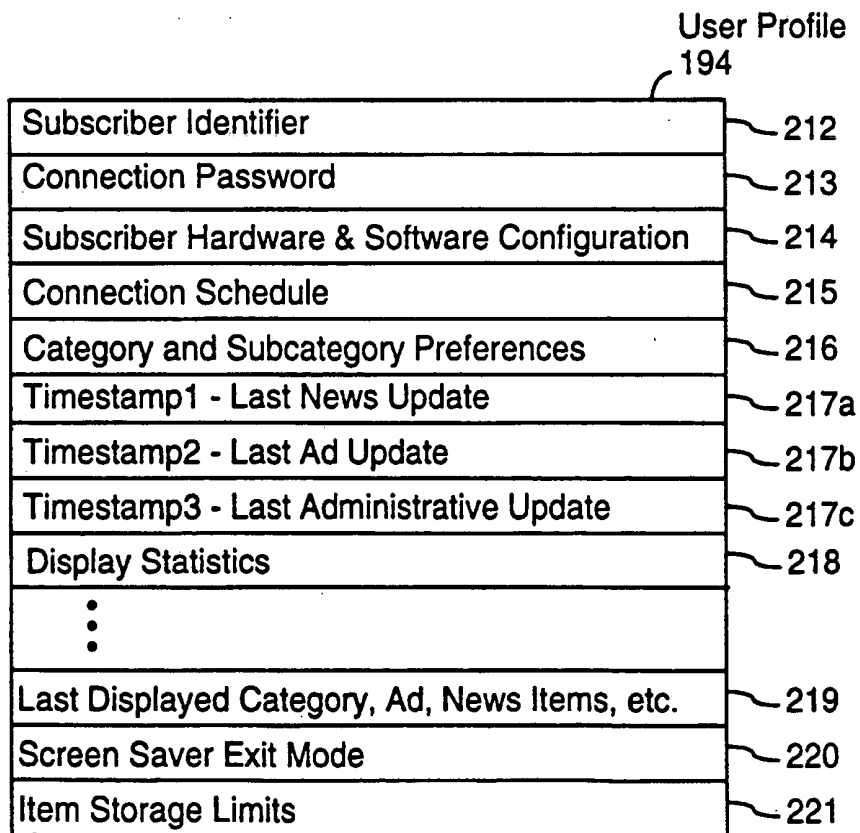 User Profile
194
Subscriber Identifier 212
Connection Password 213
Subscriber Hardware & Software Configuration 214
Connection Schedule 215
Category and Subcategory Preferences 216
Timestamp1 - Last News Update 217a
Timestamp2 - Last Ad Update 217b
Timestamp3 - Last Administrative Update 217c
Display Statistics 218
Last Displayed Category, Ad, News Items, etc. 219
Screen Saver Exit Mode 220
Item Storage Limits 221